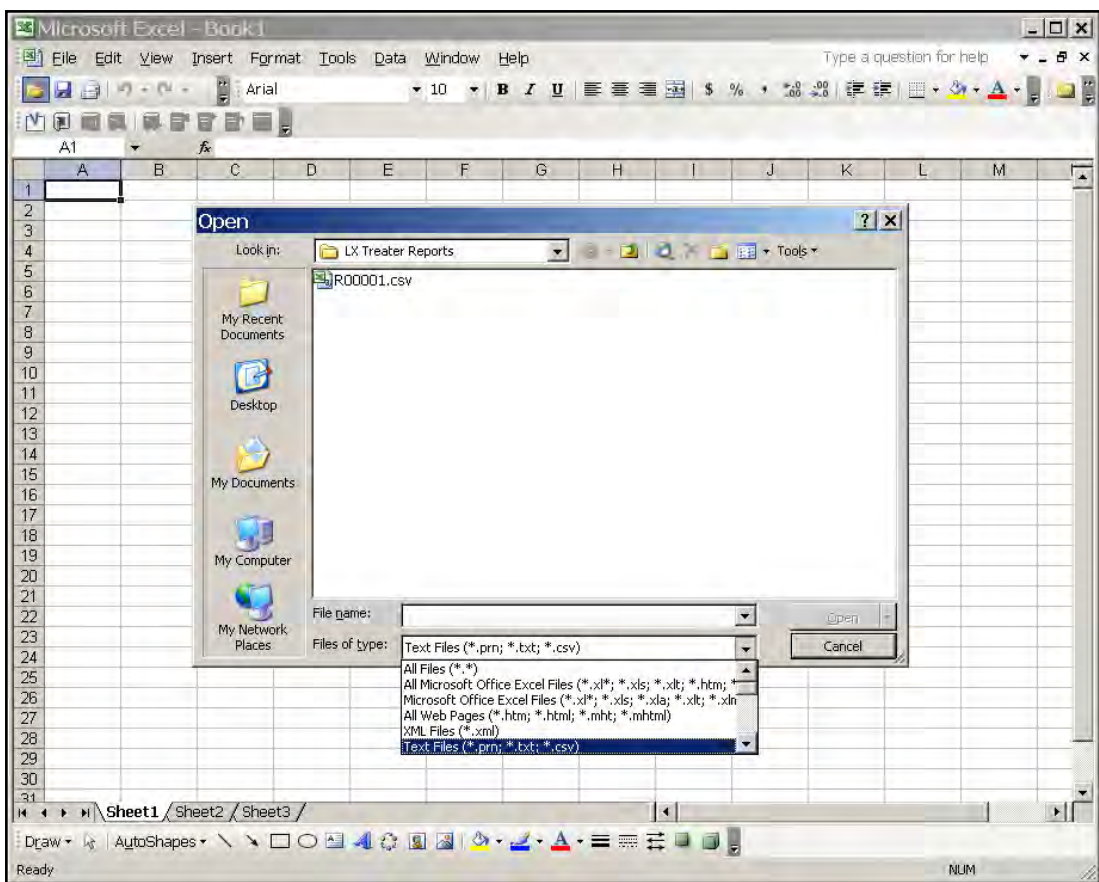 Microsoft Excel - Book1
File Edit View Insert Format Tools Data Window Help Type a question for help
Arial 10 B I U $ % ,
A1 fx
A B C D E F G H I J K L M
1
2
3
4
5
6
7
8
9
10
11
12
13
14
15
16
17
18
19
20
21
22
23
24
25
26
27
28
29
30
31
Open
Look in: LX Treater Reports Tools
R00001.csv
My Recent Documents
Desktop
My Documents
My Computer
My Network Places
File name: Open
Files of type: Text Files (*.prn; *.txt; *.csv) Cancel
All Files (*.*)
All Microsoft Office Excel Files (*.xl*; *.xls; *.xlt; *.htm; *
Microsoft Office Excel Files (*.xl*; *.xls; *.xla; *.xlt; *.xln
All Web Pages (*.htm; *.html; *.mht; *.mhtml)
XML Files (*.xml)
Text Files (*.prn; *.txt; *.csv)
Sheet1 Sheet2 Sheet3
Draw AutoShapes A A
Ready NUM